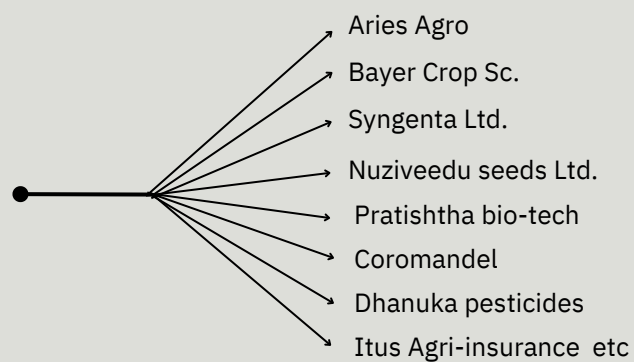 Aries Agro
Bayer Crop Sc.
Syngenta Ltd.
Nuziveedu seeds Ltd.
Pratishtha bio-tech
Coromandel
Dhanuka pesticides
Itus Agri-insurance etc